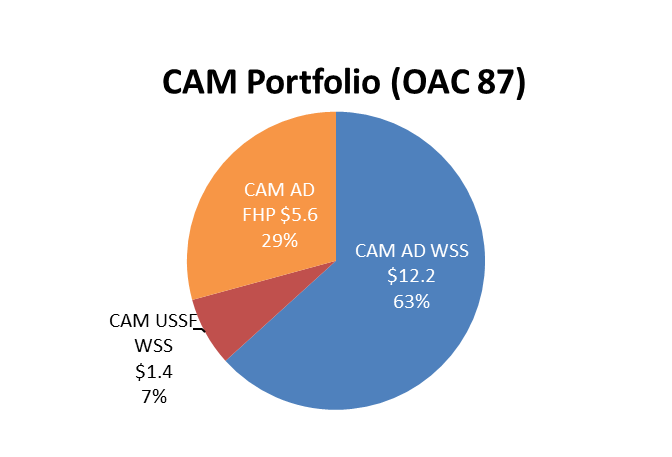 CAM Portfolio (OAC 87)
CAM AD
FHP $5.6
29%
CAM AD WSS
$12.2
63%
CAM USSF
WSS
$1.4
7%